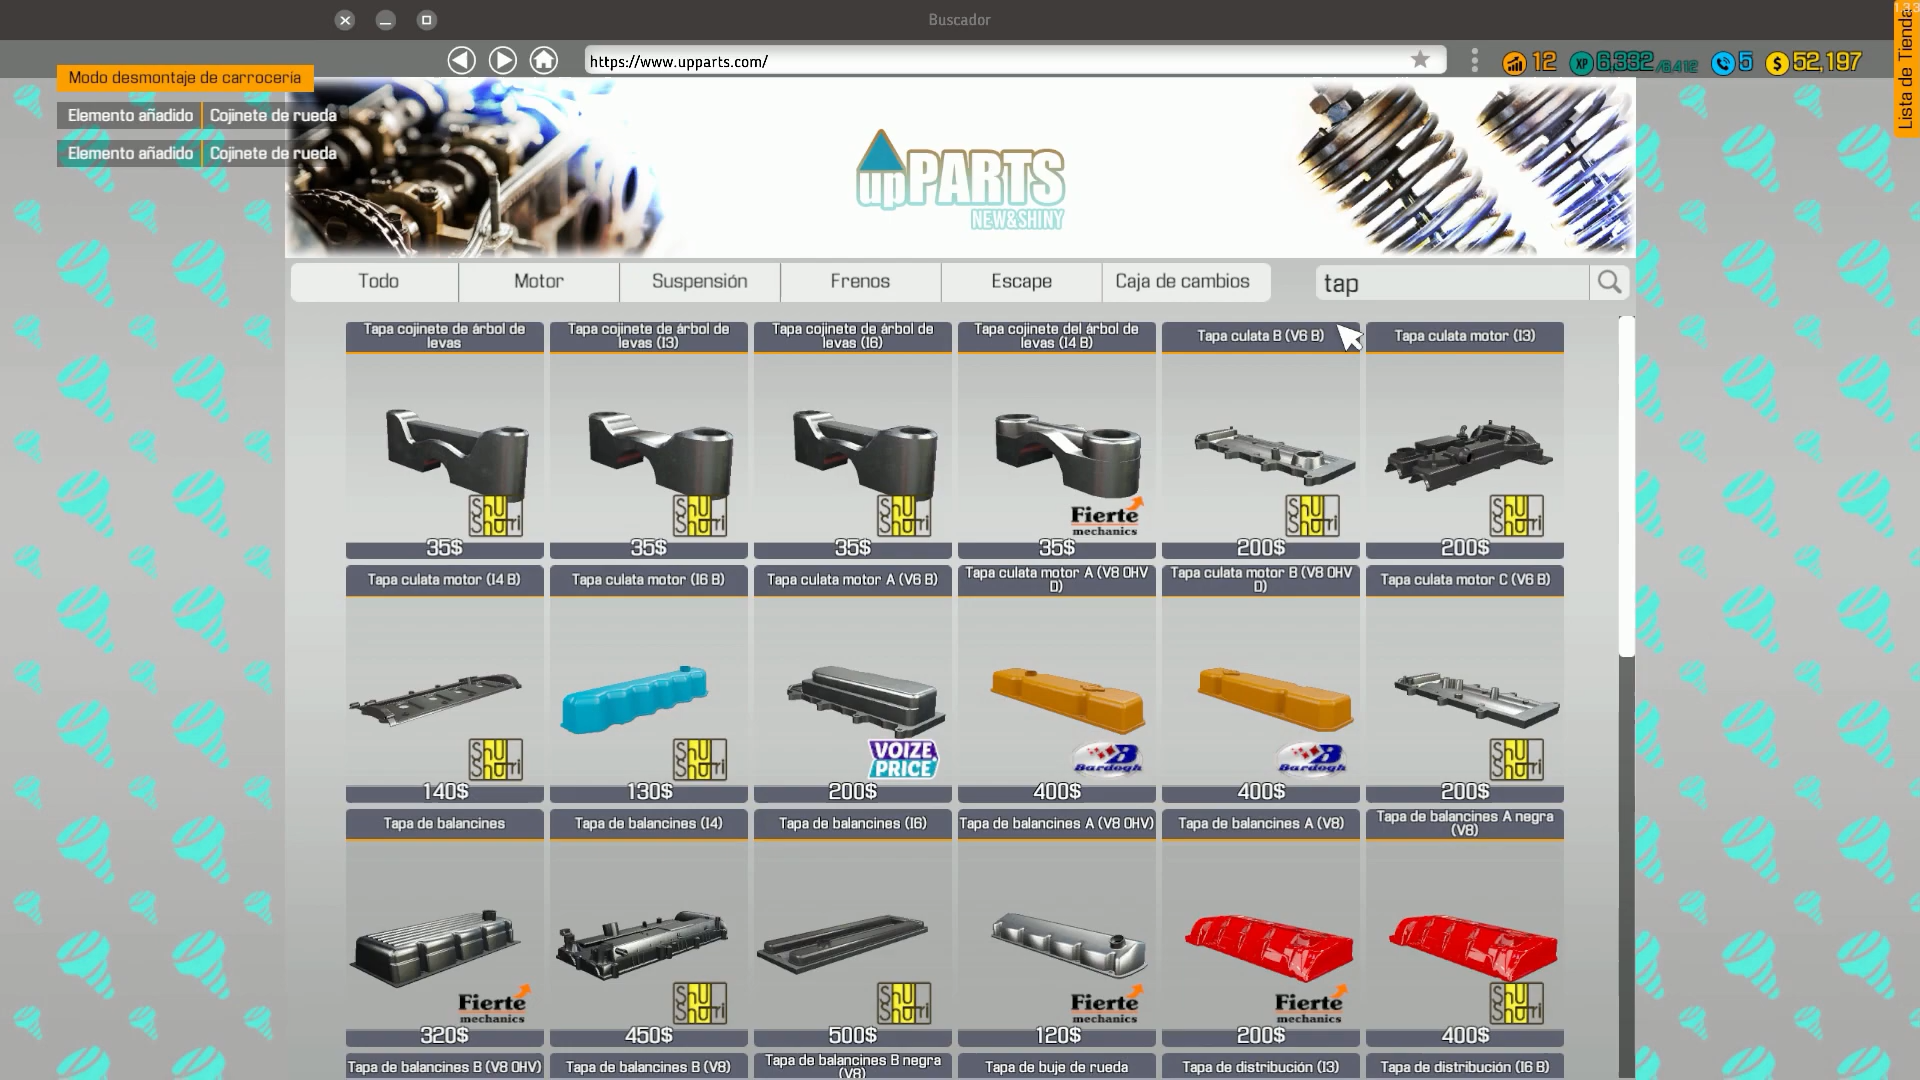 Buscador
https://www.upparts.com/
12
XP
6,332/8,412
5
$
52,197
1.3.3
Lista de Tienda
Modo desmontaje de carrocería
Elemento añadido
Cojinete de rueda
Elemento añadido
Cojinete de rueda
upPARTS
NEW&SHINY
Todo
Motor
Suspensión
Frenos
Escape
Caja de cambios
tap
Tapa cojinete de árbol de
levas
Tapa cojinete de árbol de
levas (I3)
Tapa cojinete de árbol de
levas (I6)
Tapa cojinete del árbol de
levas (I4 B)
Tapa culata B (V6 B)
Tapa culata motor (I3)
Fierte
mechanics
35$
35$
35$
35$
200$
200$
Tapa culata motor (I4 B)
Tapa culata motor (I6 B)
Tapa culata motor A (V6 B)
Tapa culata motor A (V8 OHV
D)
Tapa culata motor B (V8 OHV
D)
Tapa culata motor C (V6 B)
VOIZE
PRICE
Bardogh
Bardogh
140$
130$
200$
400$
400$
200$
Tapa de balancines
Tapa de balancines (I4)
Tapa de balancines (I6)
Tapa de balancines A (V8 OHV)
Tapa de balancines A (V8)
Tapa de balancines A negra
(V8)
Fierte
mechanics
Fierte
mechanics
Fierte
mechanics
320$
450$
500$
120$
200$
400$
Tapa de balancines B (V8 OHV)
Tapa de balancines B (V8)
Tapa de balancines B negra
(V8)
Tapa de buje de rueda
Tapa de distribución (I3)
Tapa de distribución (I6 B)